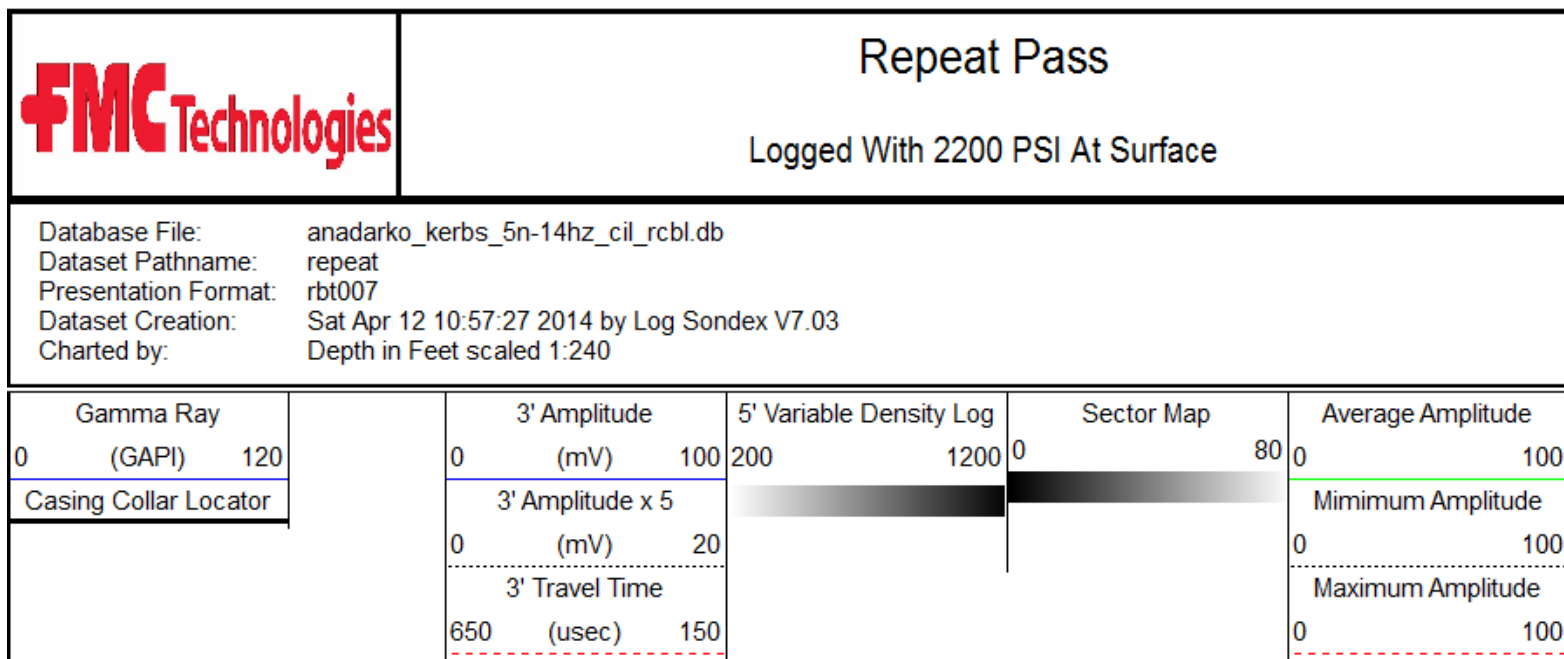 FMC Technologies
Repeat Pass
Logged With 2200 PSI At Surface
Database File: anadarko_kerbs_5n-14hz_cil_rcbl.db
Dataset Pathname: repeat
Presentation Format: rbt007
Dataset Creation: Sat Apr 12 10:57:27 2014 by Log Sondex V7.03
Charted by: Depth in Feet scaled 1:240
Gamma Ray
0 (GAPI) 120
Casing Collar Locator
3' Amplitude
0 (mV) 100
3' Amplitude x 5
0 (mV) 20
3' Travel Time
650 (usec) 150
5' Variable Density Log
200 1200
Sector Map
0 80
Average Amplitude
0 100
Mimimum Amplitude
0 100
Maximum Amplitude
0 100